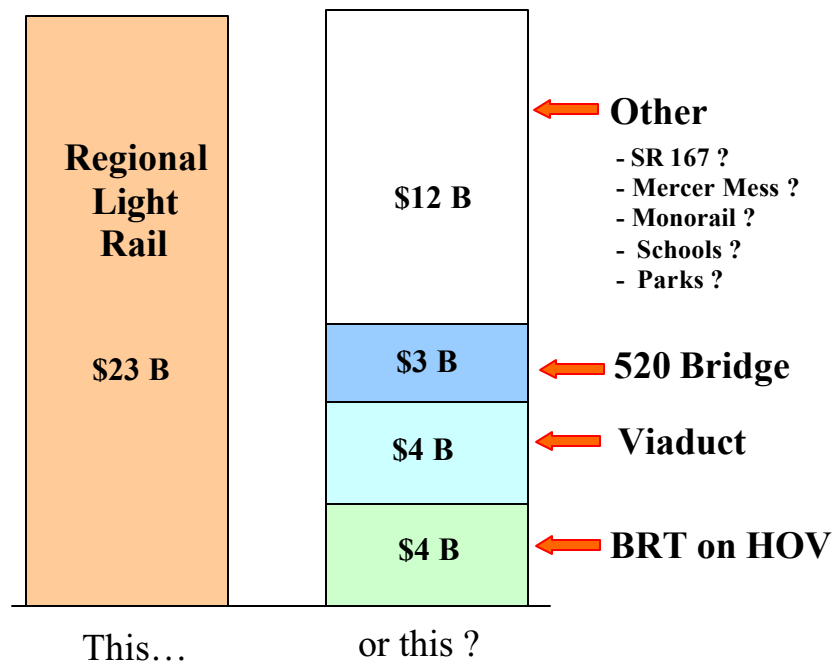 Regional
Light
Rail
$23 B
This…
$12 B
$3 B
$4 B
$4 B
or this ?
Other
- SR 167 ?
- Mercer Mess ?
- Monorail ?
- Schools ?
- Parks ?
520 Bridge
Viaduct
BRT on HOV